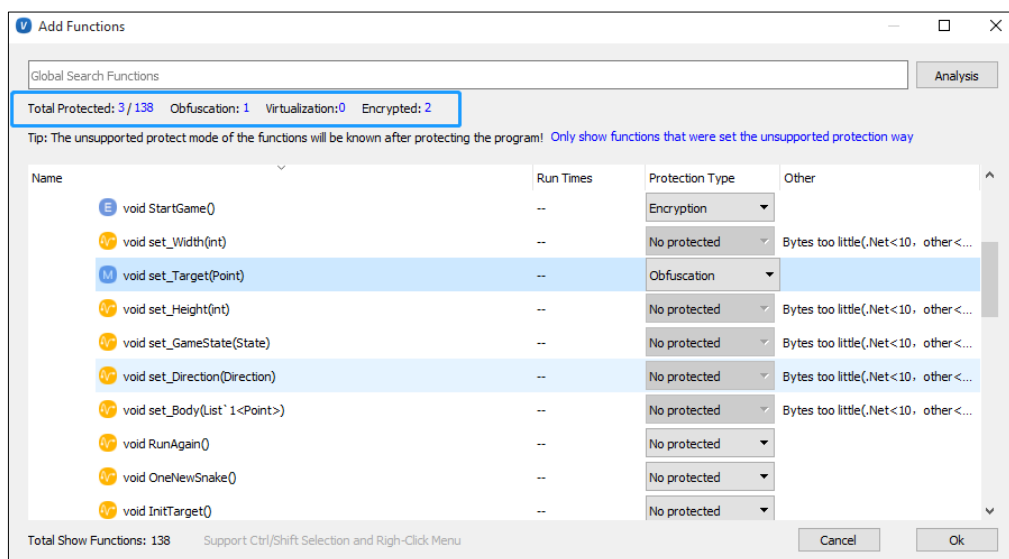 V Add Functions
Global Search Functions Analysis
Total Protected: 3 / 138 Obfuscation: 1 Virtualization:0 Encrypted: 2
Tip: The unsupported protect mode of the functions will be known after protecting the program! Only show functions that were set the unsupported protection way
Name Run Times Protection Type Other
E void StartGame() -- Encryption
void set_Width(int) -- No protected Bytes too little(.Net<10, other<...
M void set_Target(Point) -- Obfuscation
void set_Height(int) -- No protected Bytes too little(.Net<10, other<...
void set_GameState(State) -- No protected Bytes too little(.Net<10, other<...
void set_Direction(Direction) -- No protected Bytes too little(.Net<10, other<...
void set_Body(List`1<Point>) -- No protected Bytes too little(.Net<10, other<...
void RunAgain() -- No protected
void OneNewSnake() -- No protected
void InitTarget() -- No protected
Total Show Functions: 138 Support Ctrl/Shift Selection and Righ-Click Menu Cancel Ok